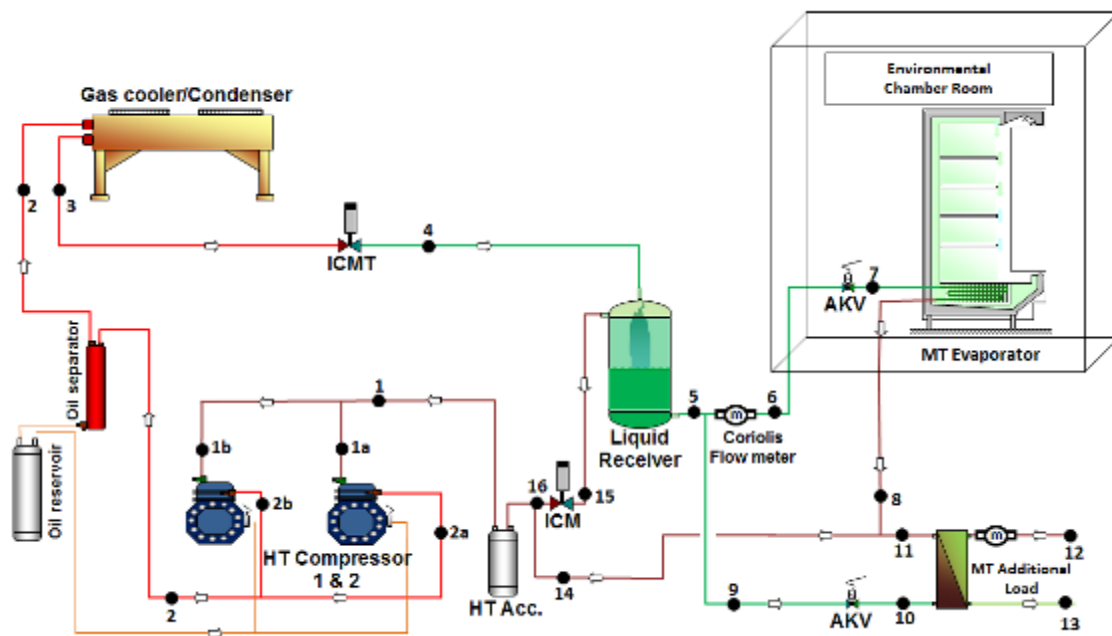 Environmental
Chamber Room
Gas cooler/Condenser
2
3
4
ICMT
7
AKV
MT Evaporator
Oil separator
1
5
6
Liquid
Receiver
Coriolis
Flow meter
m
1b
1a
Oil reservoir
2b
16
15
ICM
8
2a
HT Compressor
1 & 2
11
m
12
MT Additional
Load
2
HT Acc.
14
9
AKV
10
13